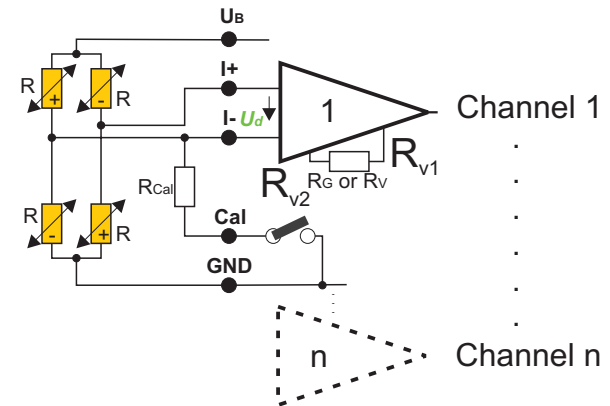 UB
I+
R
+
-
R
I-
Ud
1
Channel 1
RCal
Rv2
RG or RV
Rv1
R
-
+
R
Cal
GND
n
Channel n